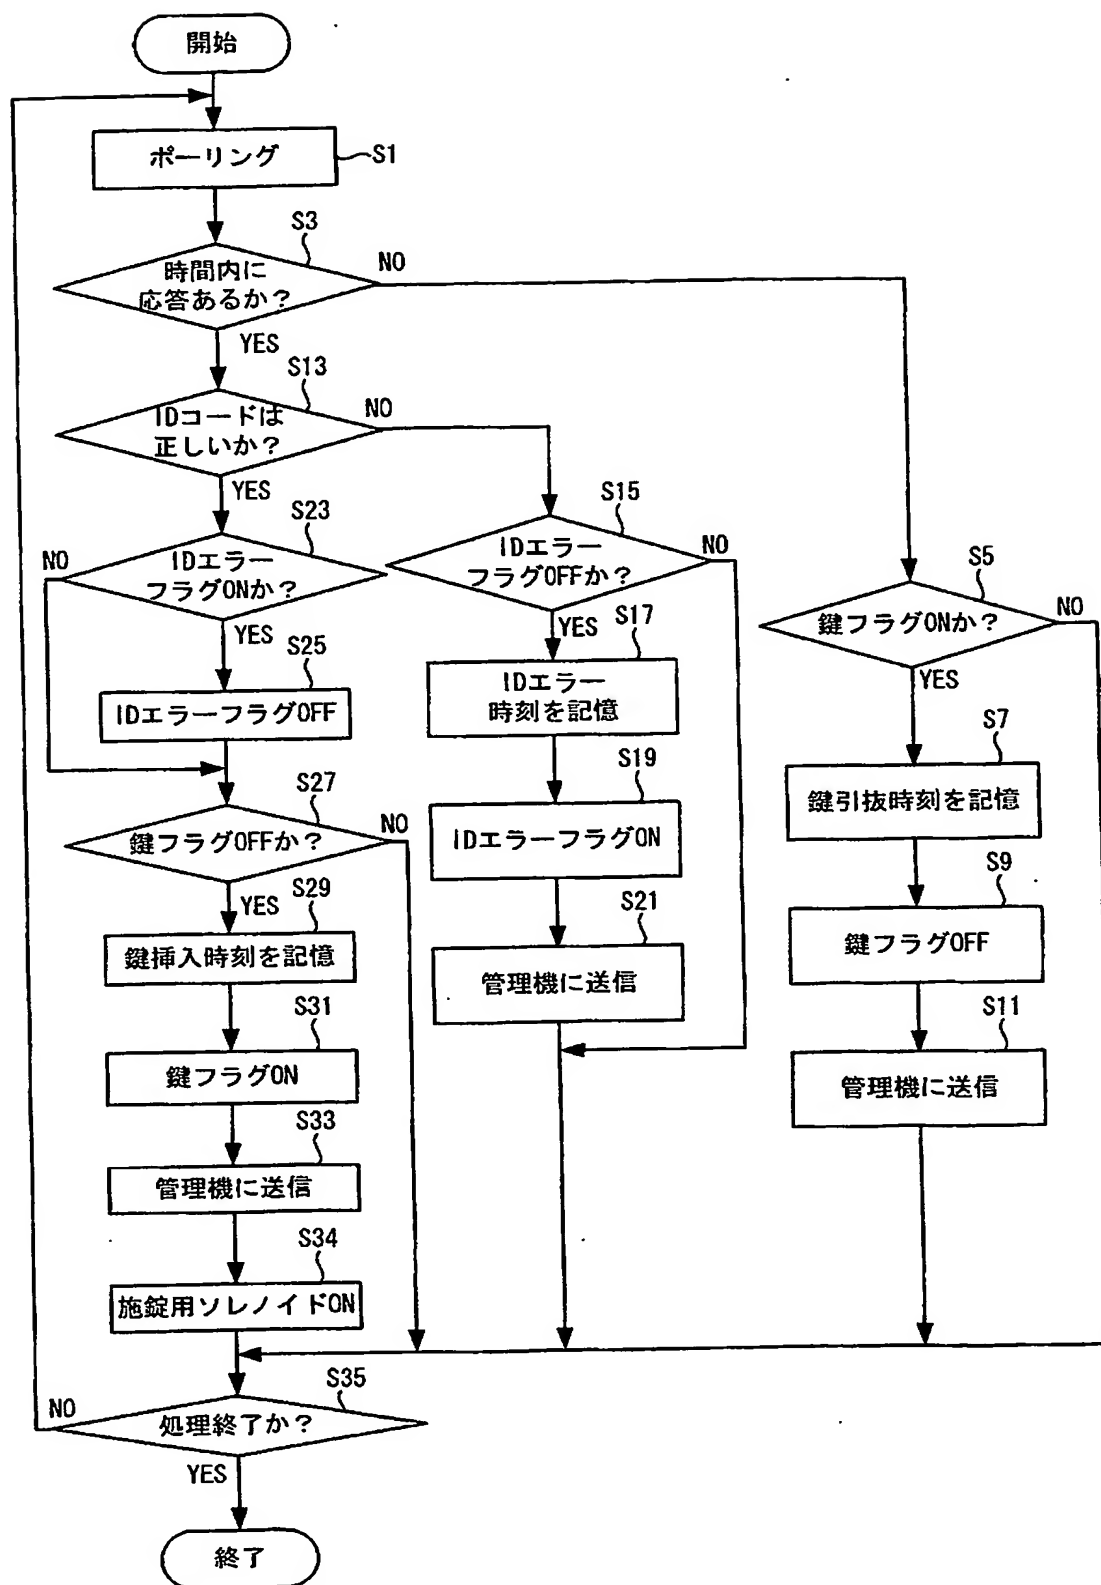 開始
ポーリング
S1
S3
時間内に
応答あるか?
NO
YES
S13
IDコードは
正しいか?
NO
YES
S23
IDエラー
フラグONか?
NO
YES
S25
IDエラーフラグOFF
S27
鍵フラグOFFか?
NO
YES
S29
鍵挿入時刻を記憶
S31
鍵フラグON
S33
管理機に送信
S34
施錠用ソレノイドON
S15
IDエラー
フラグOFFか?
NO
YES
S17
IDエラー
時刻を記憶
S19
IDエラーフラグON
S21
管理機に送信
S5
鍵フラグONか?
NO
YES
S7
鍵引抜時刻を記憶
S9
鍵フラグOFF
S11
管理機に送信
S35
処理終了か?
NO
YES
終了